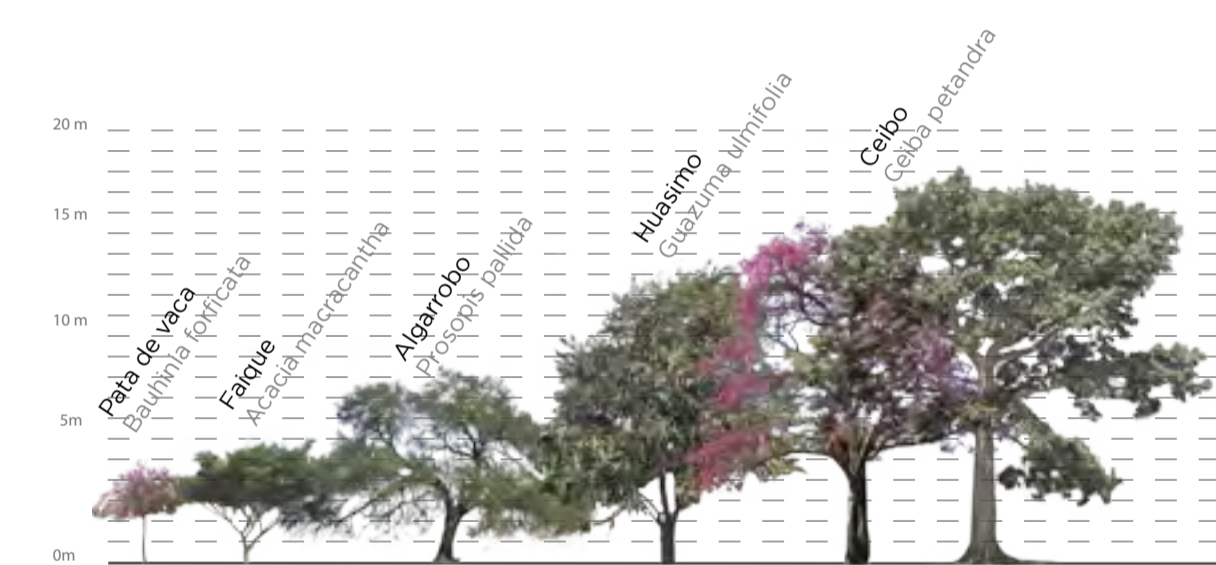 20 m
15 m
10 m
5m
0m
Pata de vaca
Bauhinla forficata
Faique
Acacia macracantha
Algarrobo
Prosopis pallida
Huasimo
Guazuma ulmifolia
Ceibo
Ceiba petandra